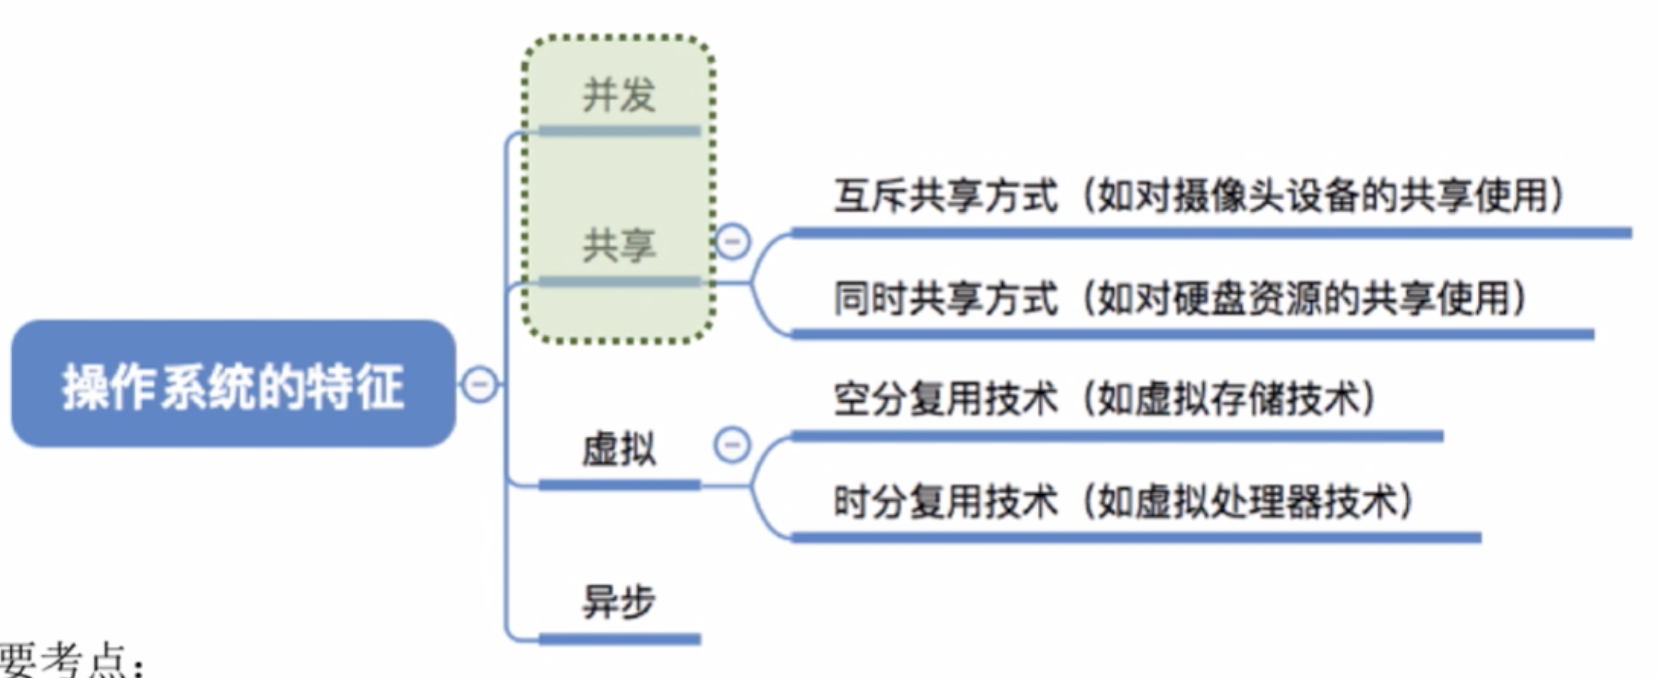 并发
互斥共享方式（如对摄像头设备的共享使用）
共享
同时共享方式（如对硬盘资源的共享使用）
操作系统的特征
空分复用技术（如虚拟存储技术）
虚拟
时分复用技术（如虚拟处理器技术）
异步
要考点：